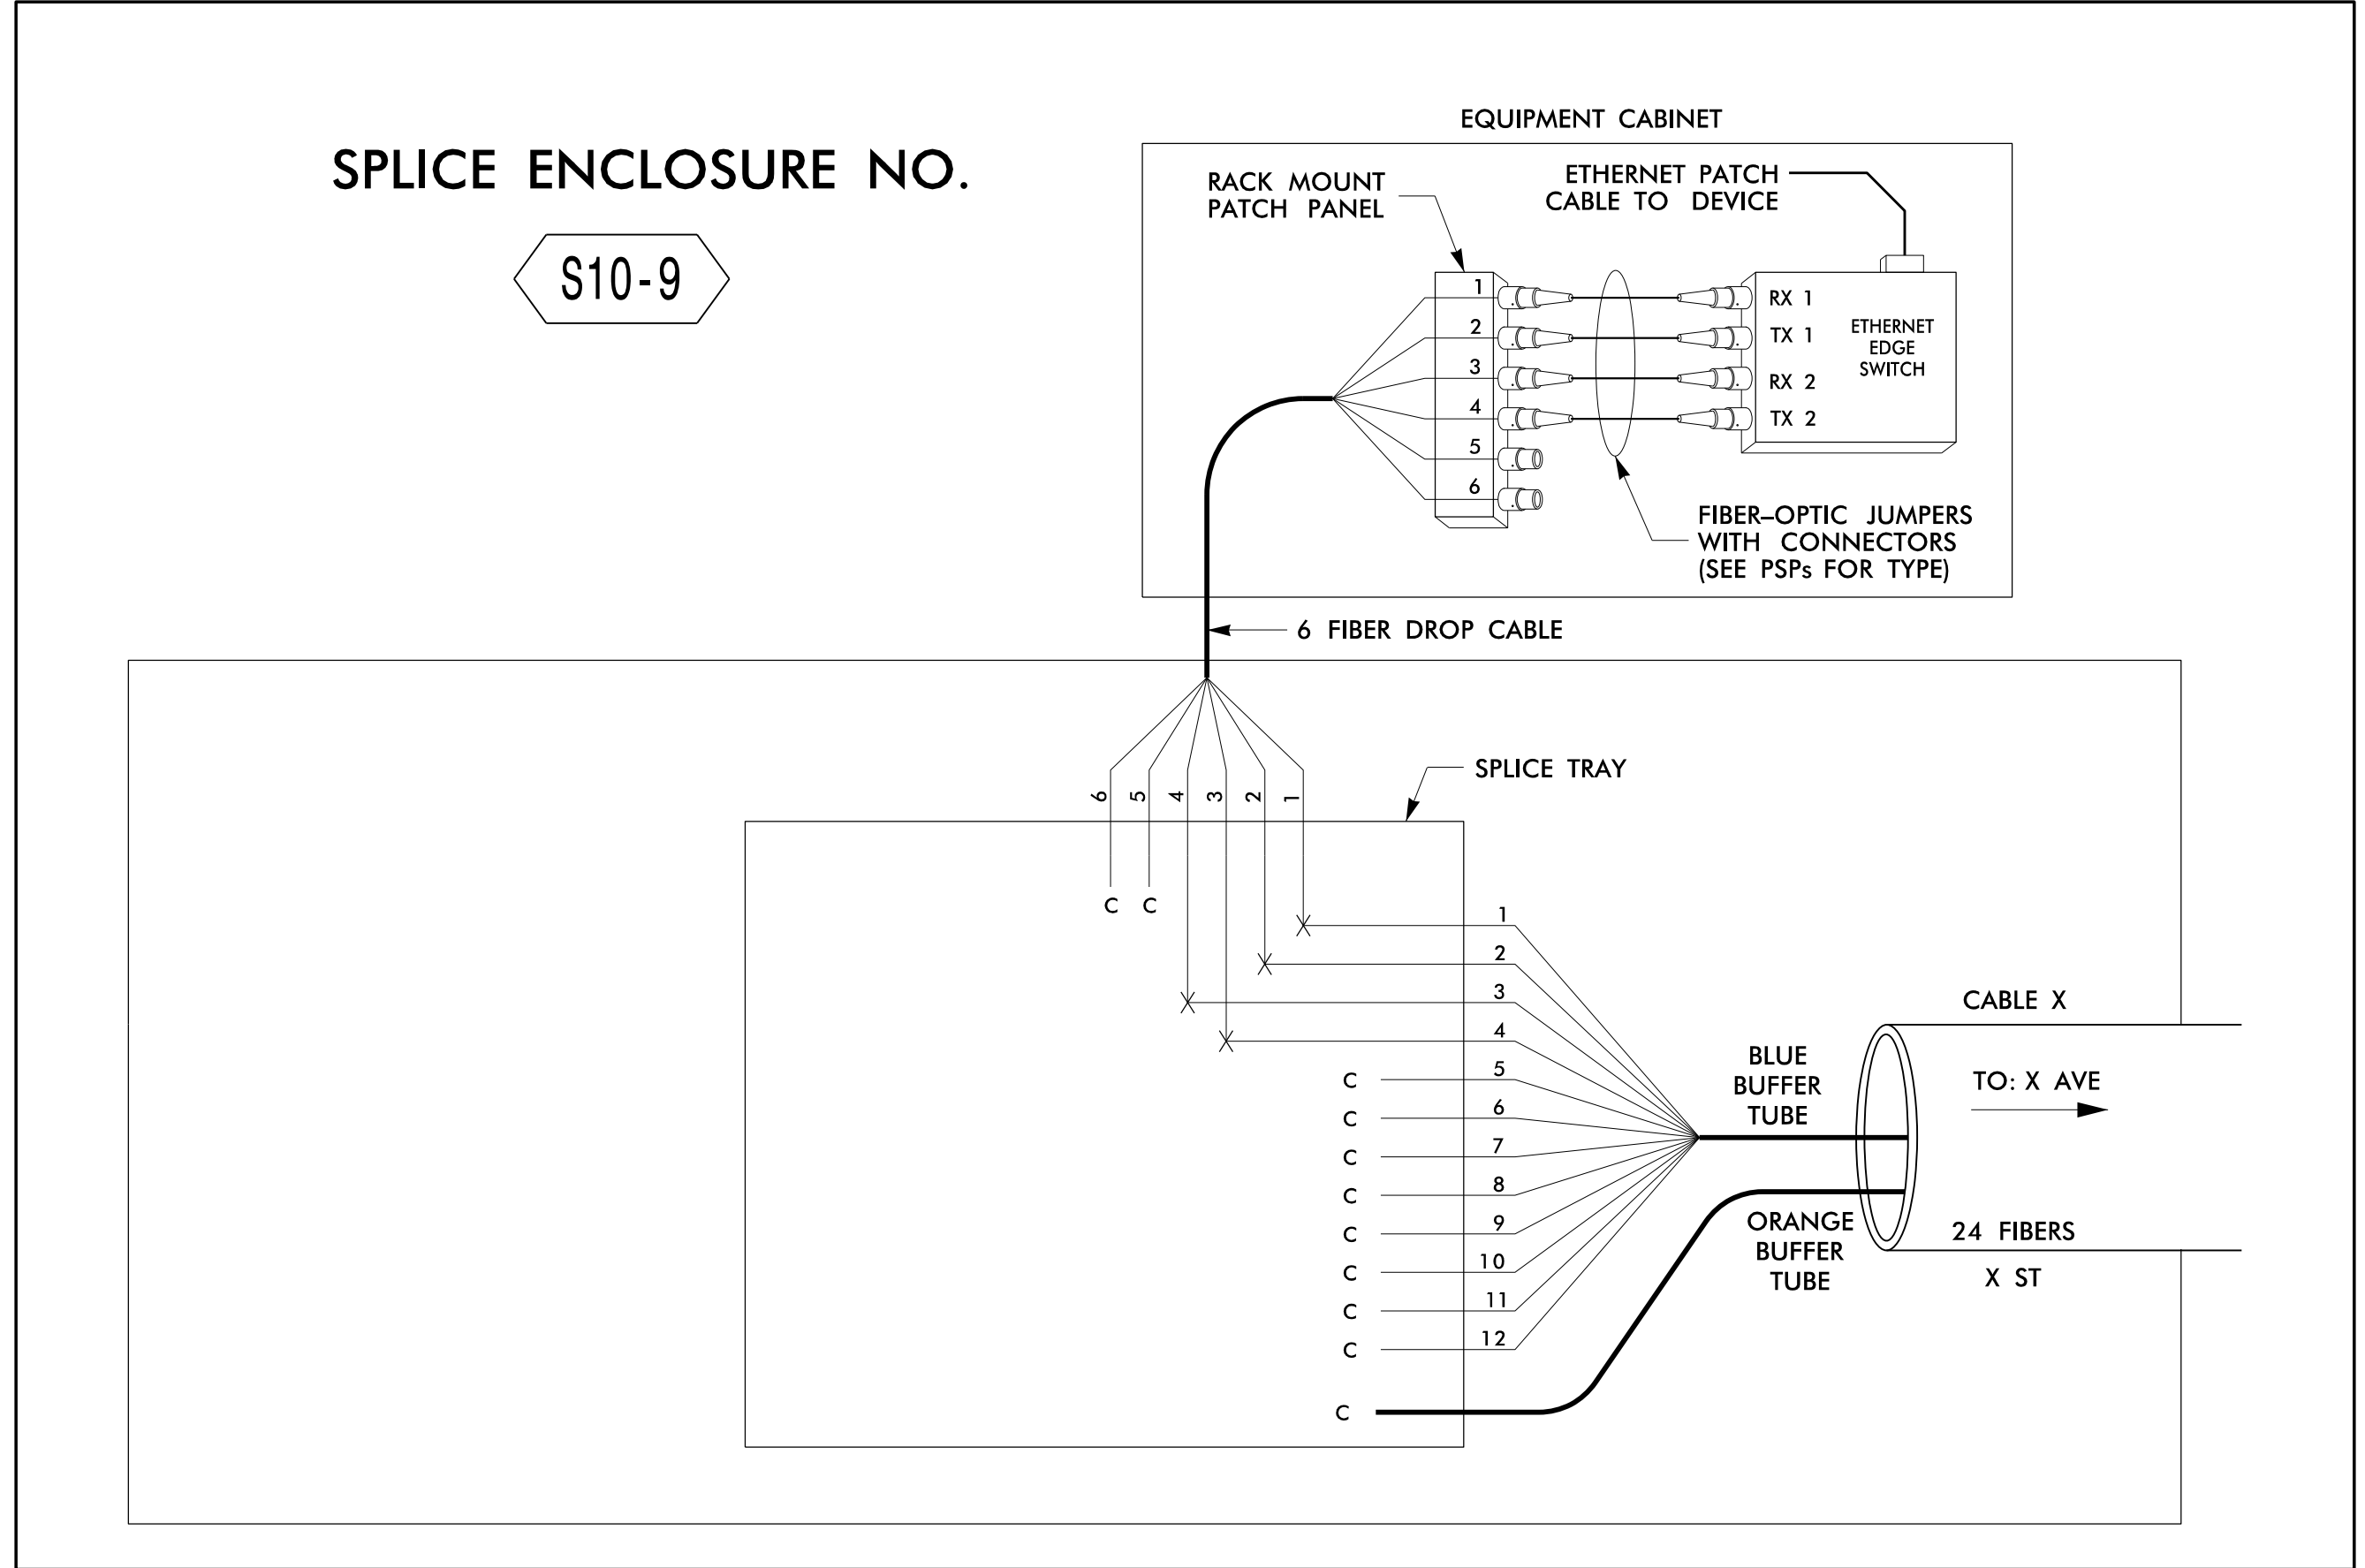 SPLICE ENCLOSURE NO.
S10-9
EQUIPMENT CABINET
RACK MOUNT
PATCH PANEL
ETHERNET PATCH
CABLE TO DEVICE
1
2
3
4
5
6
RX 1
TX 1
RX 2
TX 2
ETHERNET
EDGE
SWITCH
FIBER-OPTIC JUMPERS
WITH CONNECTORS
(SEE PSPs FOR TYPE)
6 FIBER DROP CABLE
SPLICE TRAY
6 5 4 3 2 1
C C
1
2
3
4
C 5
C 6
C 7
C 8
C 9
C 10
C 11
C 12
C
BLUE
BUFFER
TUBE
ORANGE
BUFFER
TUBE
CABLE X
TO: X AVE
24 FIBERS
X ST